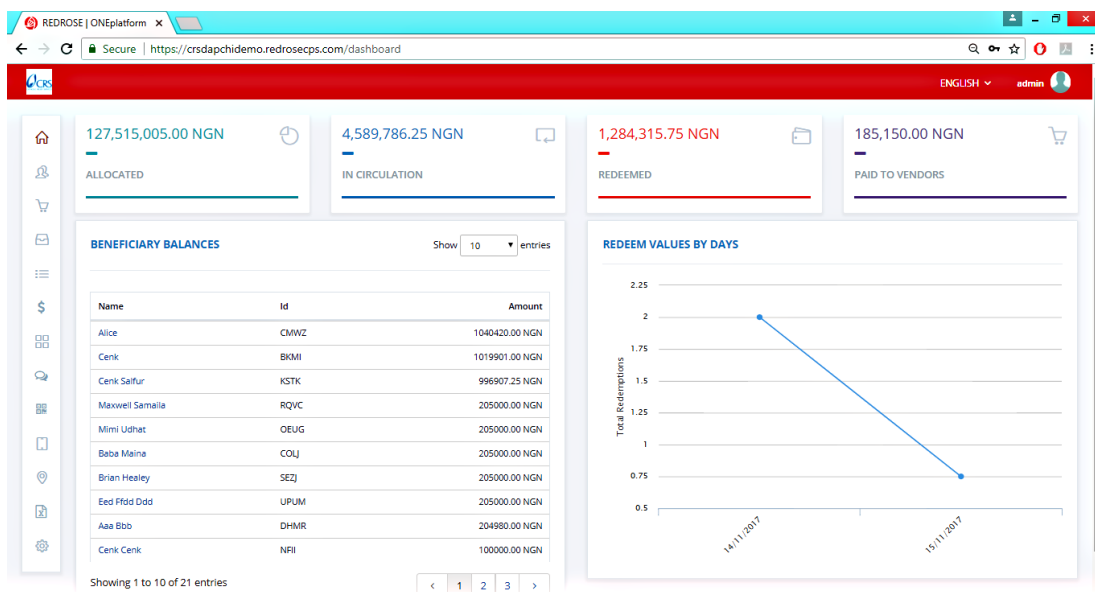 REDROSE | ONEplatform
Secure | https://crsdapchidemo.redrosecps.com/dashboard
CRS
ENGLISH
admin
127,515,005.00 NGN
ALLOCATED
4,589,786.25 NGN
IN CIRCULATION
1,284,315.75 NGN
REDEEMED
185,150.00 NGN
PAID TO VENDORS
BENEFICIARY BALANCES
Show 10 entries
Name Id Amount
Alice CMWZ 1040420.00 NGN
Cenk BKMI 1019901.00 NGN
Cenk Salfur KSTK 996907.25 NGN
Maxwell Samaila RQVC 205000.00 NGN
Mimi Udhat OEUG 205000.00 NGN
Baba Maina COLJ 205000.00 NGN
Brian Healey SEZJ 205000.00 NGN
Eed Ffdd Ddd UPUM 205000.00 NGN
Aaa Bbb DHMR 204980.00 NGN
Cenk Cenk NFII 100000.00 NGN
Showing 1 to 10 of 21 entries
< 1 2 3 >
REDEEM VALUES BY DAYS
Total Redemptions
2.25
2
1.75
1.5
1.25
1
0.75
0.5
14/11/2017
15/11/2017